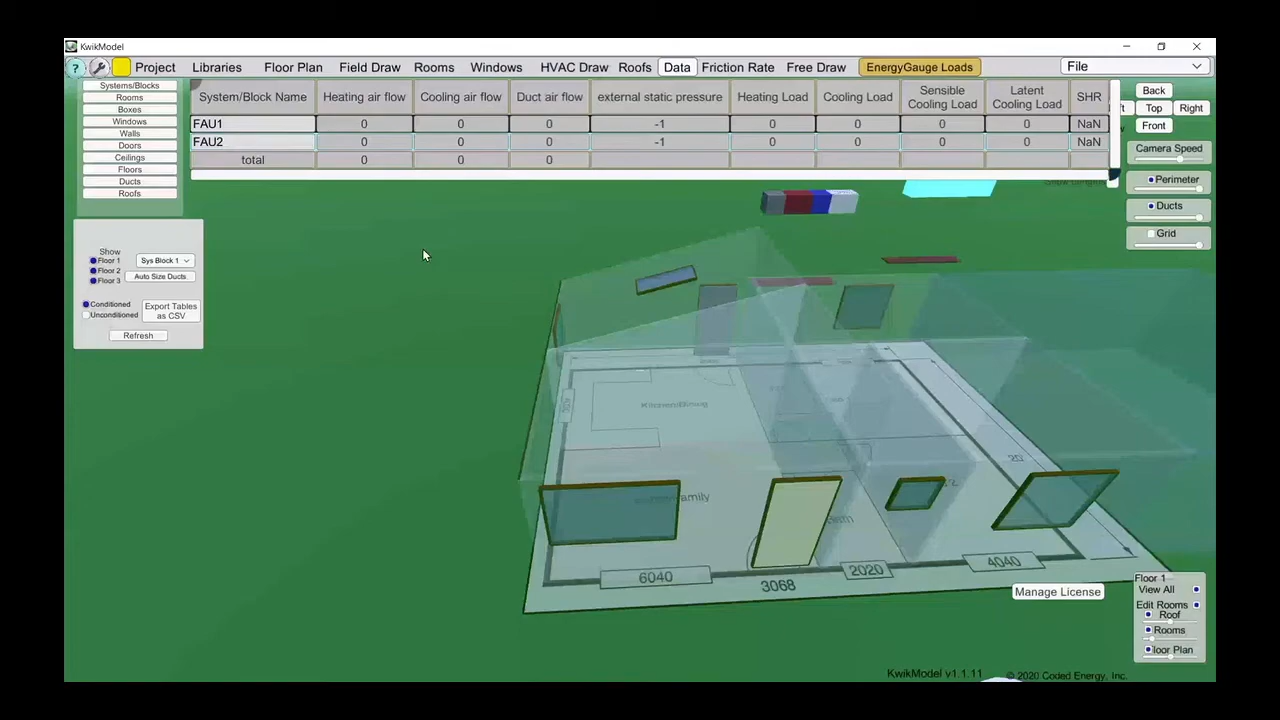 KwikModel
? Project Libraries Floor Plan Field Draw Rooms Windows HVAC Draw Roofs Data Friction Rate Free Draw EnergyGauge Loads File
Systems/Blocks
Rooms
Boxes
Windows
Walls
Doors
Ceilings
Floors
Ducts
Roofs
System/Block Name Heating air flow Cooling air flow Duct air flow external static pressure Heating Load Cooling Load Sensible Cooling Load Latent Cooling Load SHR
FAU1 0 0 0 -1 0 0 0 0 NaN
FAU2 0 0 0 -1 0 0 0 0 NaN
total 0 0 0
Back
Top Right
Front
Camera Speed
Perimeter
Ducts
Grid
Show
Floor 1 Sys Block 1
Floor 2
Floor 3 Auto Size Ducts
Conditioned
Unconditioned
Export Tables
as CSV
Refresh
Kitchen/Dining
Family
6040
3068
2020
4040
20'
Manage License
Floor 1
View All
Edit Rooms
Roof
Rooms
loor Plan
KwikModel v1.1.11 © 2020 Coded Energy, Inc.